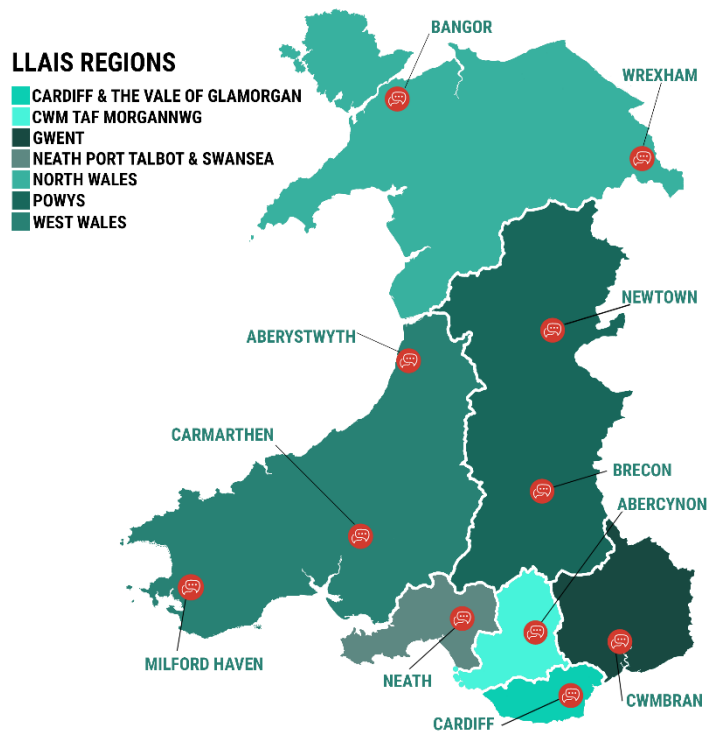 BANGOR
LLAIS REGIONS
WREXHAM
CARDIFF & THE VALE OF GLAMORGAN
CWM TAF MORGANNWG
GWENT
NEATH PORT TALBOT & SWANSEA
NORTH WALES
POWYS
WEST WALES
NEWTOWN
ABERYSTWYTH
CARMARTHEN
BRECON
ABERCYNON
MILFORD HAVEN
NEATH
CWMBRAN
CARDIFF